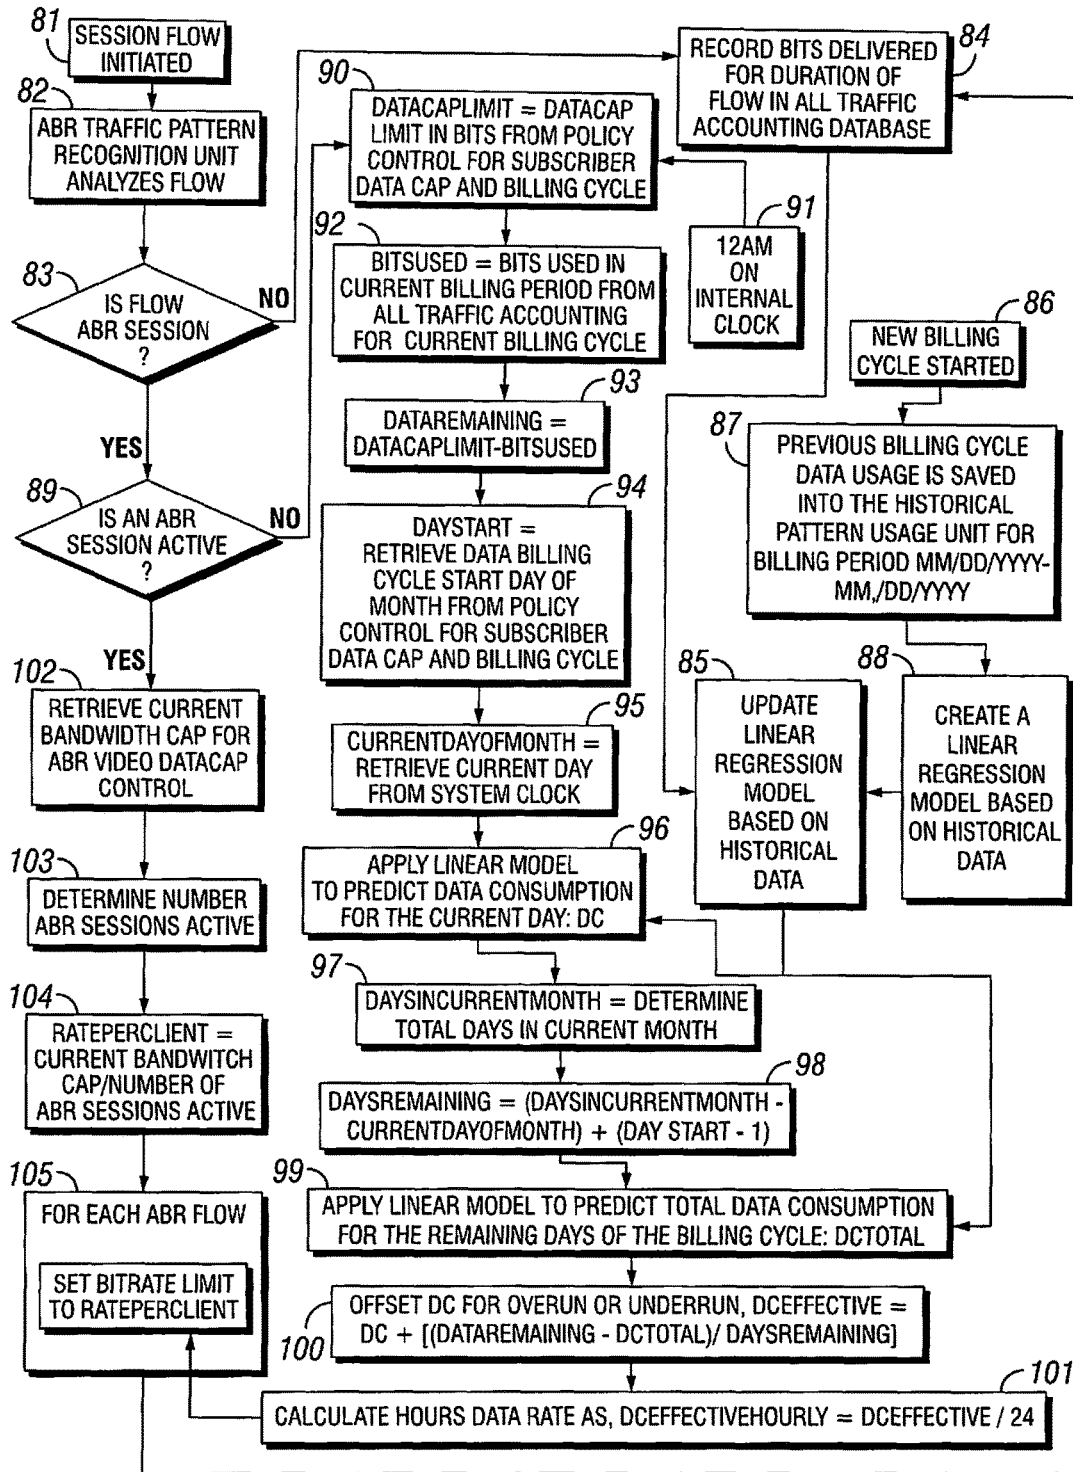 81
SESSION FLOW
INITIATED
82
ABR TRAFFIC PATTERN
RECOGNITION UNIT
ANALYZES FLOW
83
IS FLOW
ABR SESSION
?
NO
YES
89
IS AN ABR
SESSION ACTIVE
?
NO
YES
102
RETRIEVE CURRENT
BANDWIDTH CAP FOR
ABR VIDEO DATACAP
CONTROL
103
DETERMINE NUMBER
ABR SESSIONS ACTIVE
104
RATEPERCLIENT =
CURRENT BANDWITCH
CAP/NUMBER OF
ABR SESSIONS ACTIVE
105
FOR EACH ABR FLOW
SET BITRATE LIMIT
TO RATEPERCLIENT
90
DATACAPLIMIT = DATACAP
LIMIT IN BITS FROM POLICY
CONTROL FOR SUBSCRIBER
DATA CAP AND BILLING CYCLE
91
12AM
ON
INTERNAL
CLOCK
92
BITSUSED = BITS USED IN
CURRENT BILLING PERIOD FROM
ALL TRAFFIC ACCOUNTING
FOR CURRENT BILLING CYCLE
93
DATAREMAINING =
DATACAPLIMIT-BITSUSED
94
DAYSTART =
RETRIEVE DATA BILLING
CYCLE START DAY OF
MONTH FROM POLICY
CONTROL FOR SUBSCRIBER
DATA CAP AND BILLING CYCLE
95
CURRENTDAYOFMONTH =
RETRIEVE CURRENT DAY
FROM SYSTEM CLOCK
96
APPLY LINEAR MODEL
TO PREDICT DATA CONSUMPTION
FOR THE CURRENT DAY: DC
97
DAYSINCURRENTMONTH = DETERMINE
TOTAL DAYS IN CURRENT MONTH
98
DAYSREMAINING = (DAYSINCURRENTMONTH -
CURRENTDAYOFMONTH) + (DAY START - 1)
99
APPLY LINEAR MODEL TO PREDICT TOTAL DATA CONSUMPTION
FOR THE REMAINING DAYS OF THE BILLING CYCLE: DCTOTAL
100
OFFSET DC FOR OVERUN OR UNDERRUN, DCEFFECTIVE =
DC + [(DATAREMAINING - DCTOTAL)/ DAYSREMAINING]
101
CALCULATE HOURS DATA RATE AS, DCEFFECTIVEHOURLY = DCEFFECTIVE / 24
84
RECORD BITS DELIVERED
FOR DURATION OF
FLOW IN ALL TRAFFIC
ACCOUNTING DATABASE
86
NEW BILLING
CYCLE STARTED
87
PREVIOUS BILLING CYCLE
DATA USAGE IS SAVED
INTO THE HISTORICAL
PATTERN USAGE UNIT FOR
BILLING PERIOD MM/DD/YYYY-
MM,/DD/YYYY
85
UPDATE
LINEAR
REGRESSION
MODEL
BASED ON
HISTORICAL
DATA
88
CREATE A
LINEAR
REGRESSION
MODEL BASED
ON HISTORICAL
DATA